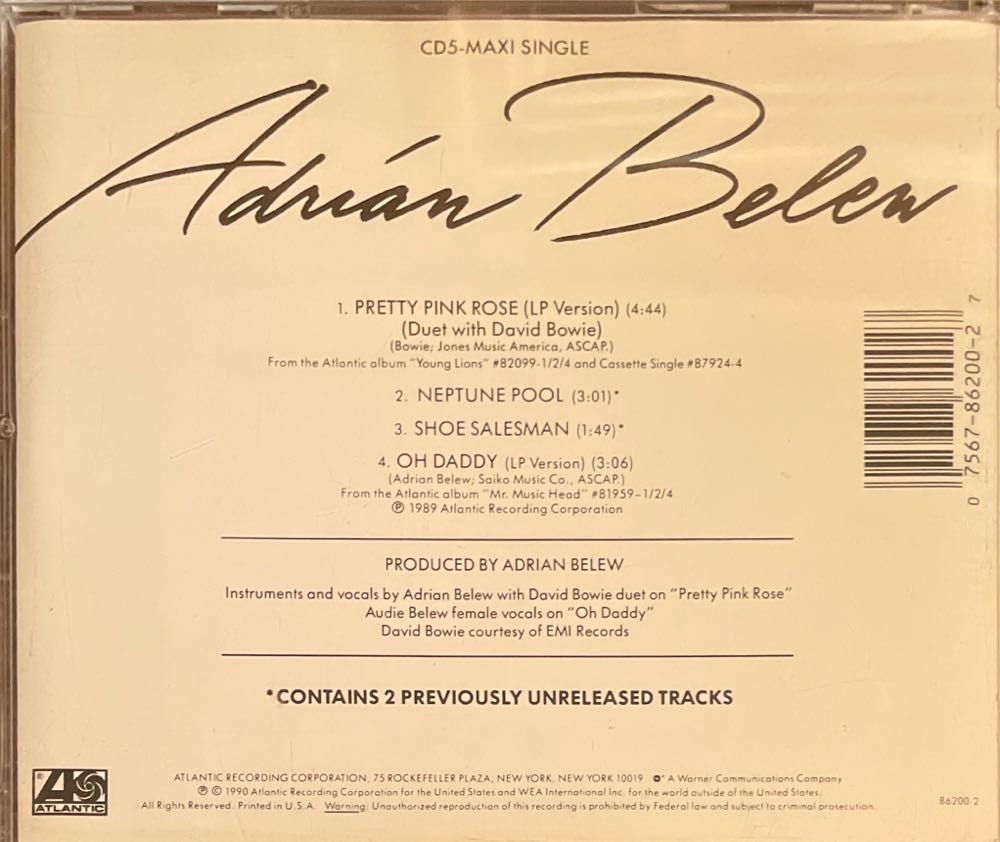 CD5-MAXI SINGLE
Adrián Belew
1. PRETTY PINK ROSE (LP Version) (4:44)
(Duet with David Bowie)
(Bowie; Jones Music America, ASCAP.)
From the Atlantic album "Young Lions" #82099-1/2/4 and Cassette Single #87924-4
2. NEPTUNE POOL (3:01)*
3. SHOE SALESMAN (1:49)*
4. OH DADDY (LP Version) (3:06)
(Adrian Belew; Saiko Music Co., ASCAP.)
From the Atlantic album "Mr. Music Head" #81959-1/2/4
℗ 1989 Atlantic Recording Corporation
0 7567-86200-2 7
PRODUCED BY ADRIAN BELEW
Instruments and vocals by Adrian Belew with David Bowie duet on "Pretty Pink Rose"
Audie Belew female vocals on "Oh Daddy"
David Bowie courtesy of EMI Records
*CONTAINS 2 PREVIOUSLY UNRELEASED TRACKS
ATLANTIC
ATLANTIC RECORDING CORPORATION, 75 ROCKEFELLER PLAZA, NEW YORK, NEW YORK 10019 A Warner Communications Company
℗ © 1990 Atlantic Recording Corporation for the United States and WEA International Inc. for the world outside of the United States.
All Rights Reserved. Printed in U.S.A. Warning: Unauthorized reproduction of this recording is prohibited by Federal law and subject to criminal prosecution.
86200-2